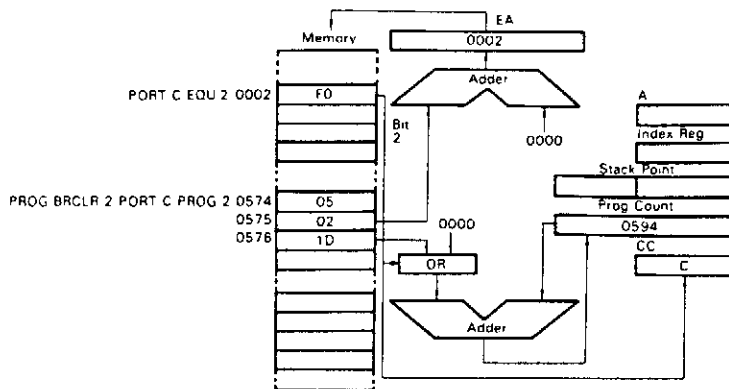 EA
Memory
0002
Adder
PORT C EQU 2 0002
F0
A
Bit
2
0000
Index Reg
Stack Point
PROG BRCLR 2 PORT C PROG 2 0574
05
Prog Count
0575
02
0000
0594
0576
1D
CC
OR
C
Adder